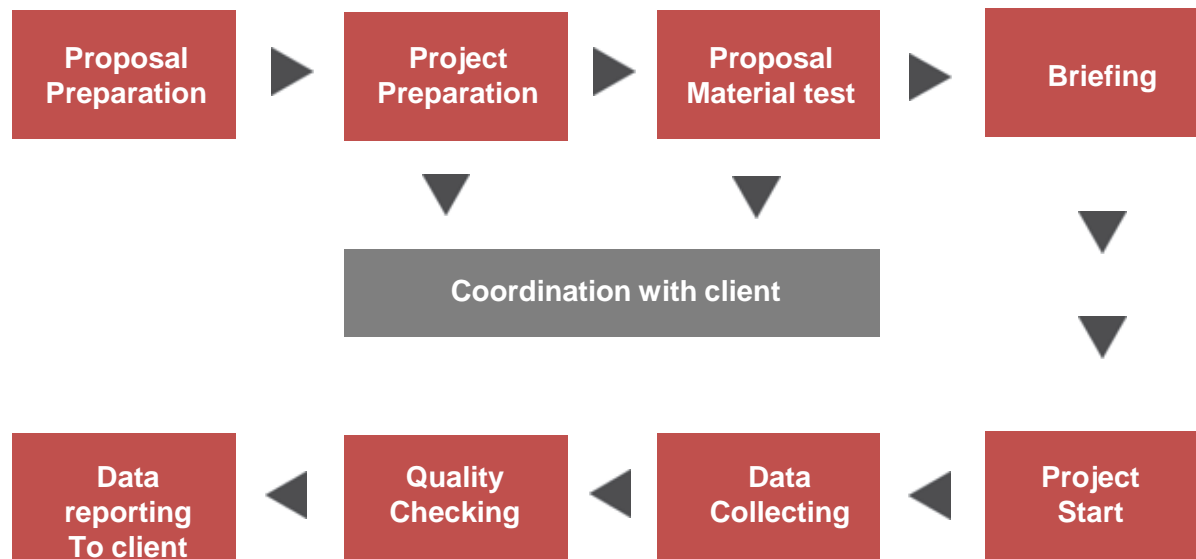 Proposal
Preparation
Project
Preparation
Proposal
Material test
Briefing
Coordination with client
Data
reporting
To client
Quality
Checking
Data
Collecting
Project
Start